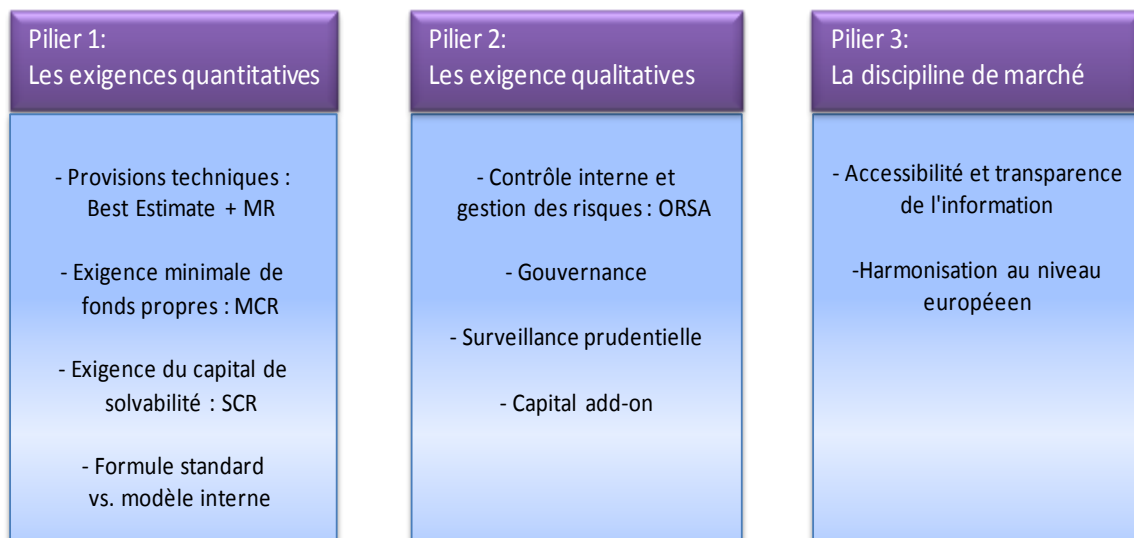 Pilier 1:
Les exigences quantitatives
- Provisions techniques :
Best Estimate + MR
- Exigence minimale de
fonds propres : MCR
- Exigence du capital de
solvabilité : SCR
- Formule standard
vs. modèle interne
Pilier 2:
Les exigence qualitatives
- Contrôle interne et
gestion des risques : ORSA
- Gouvernance
- Surveillance prudentielle
- Capital add-on
Pilier 3:
La discipline de marché
- Accessibilité et transparence
de l'information
-Harmonisation au niveau
européeen